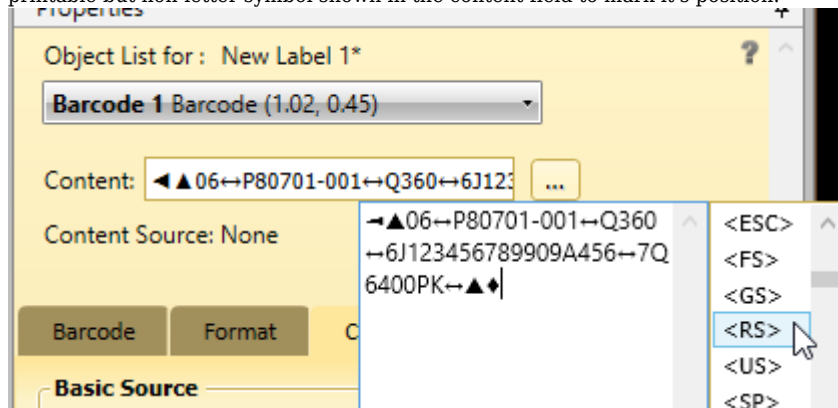 printable but non-letter symbol shown in the content field to mark it's position.
Properties
Object List for : New Label 1*
?
Barcode 1 Barcode (1.02, 0.45)
Content: ◄▲06↔P80701-001↔Q360↔6J123
...
Content Source: None
→▲06↔P80701-001↔Q360
↔6J123456789909A456↔7Q
6400PK↔▲♦
<ESC>
<FS>
<GS>
<RS>
<US>
<SP>
Barcode
Format
C
Basic Source